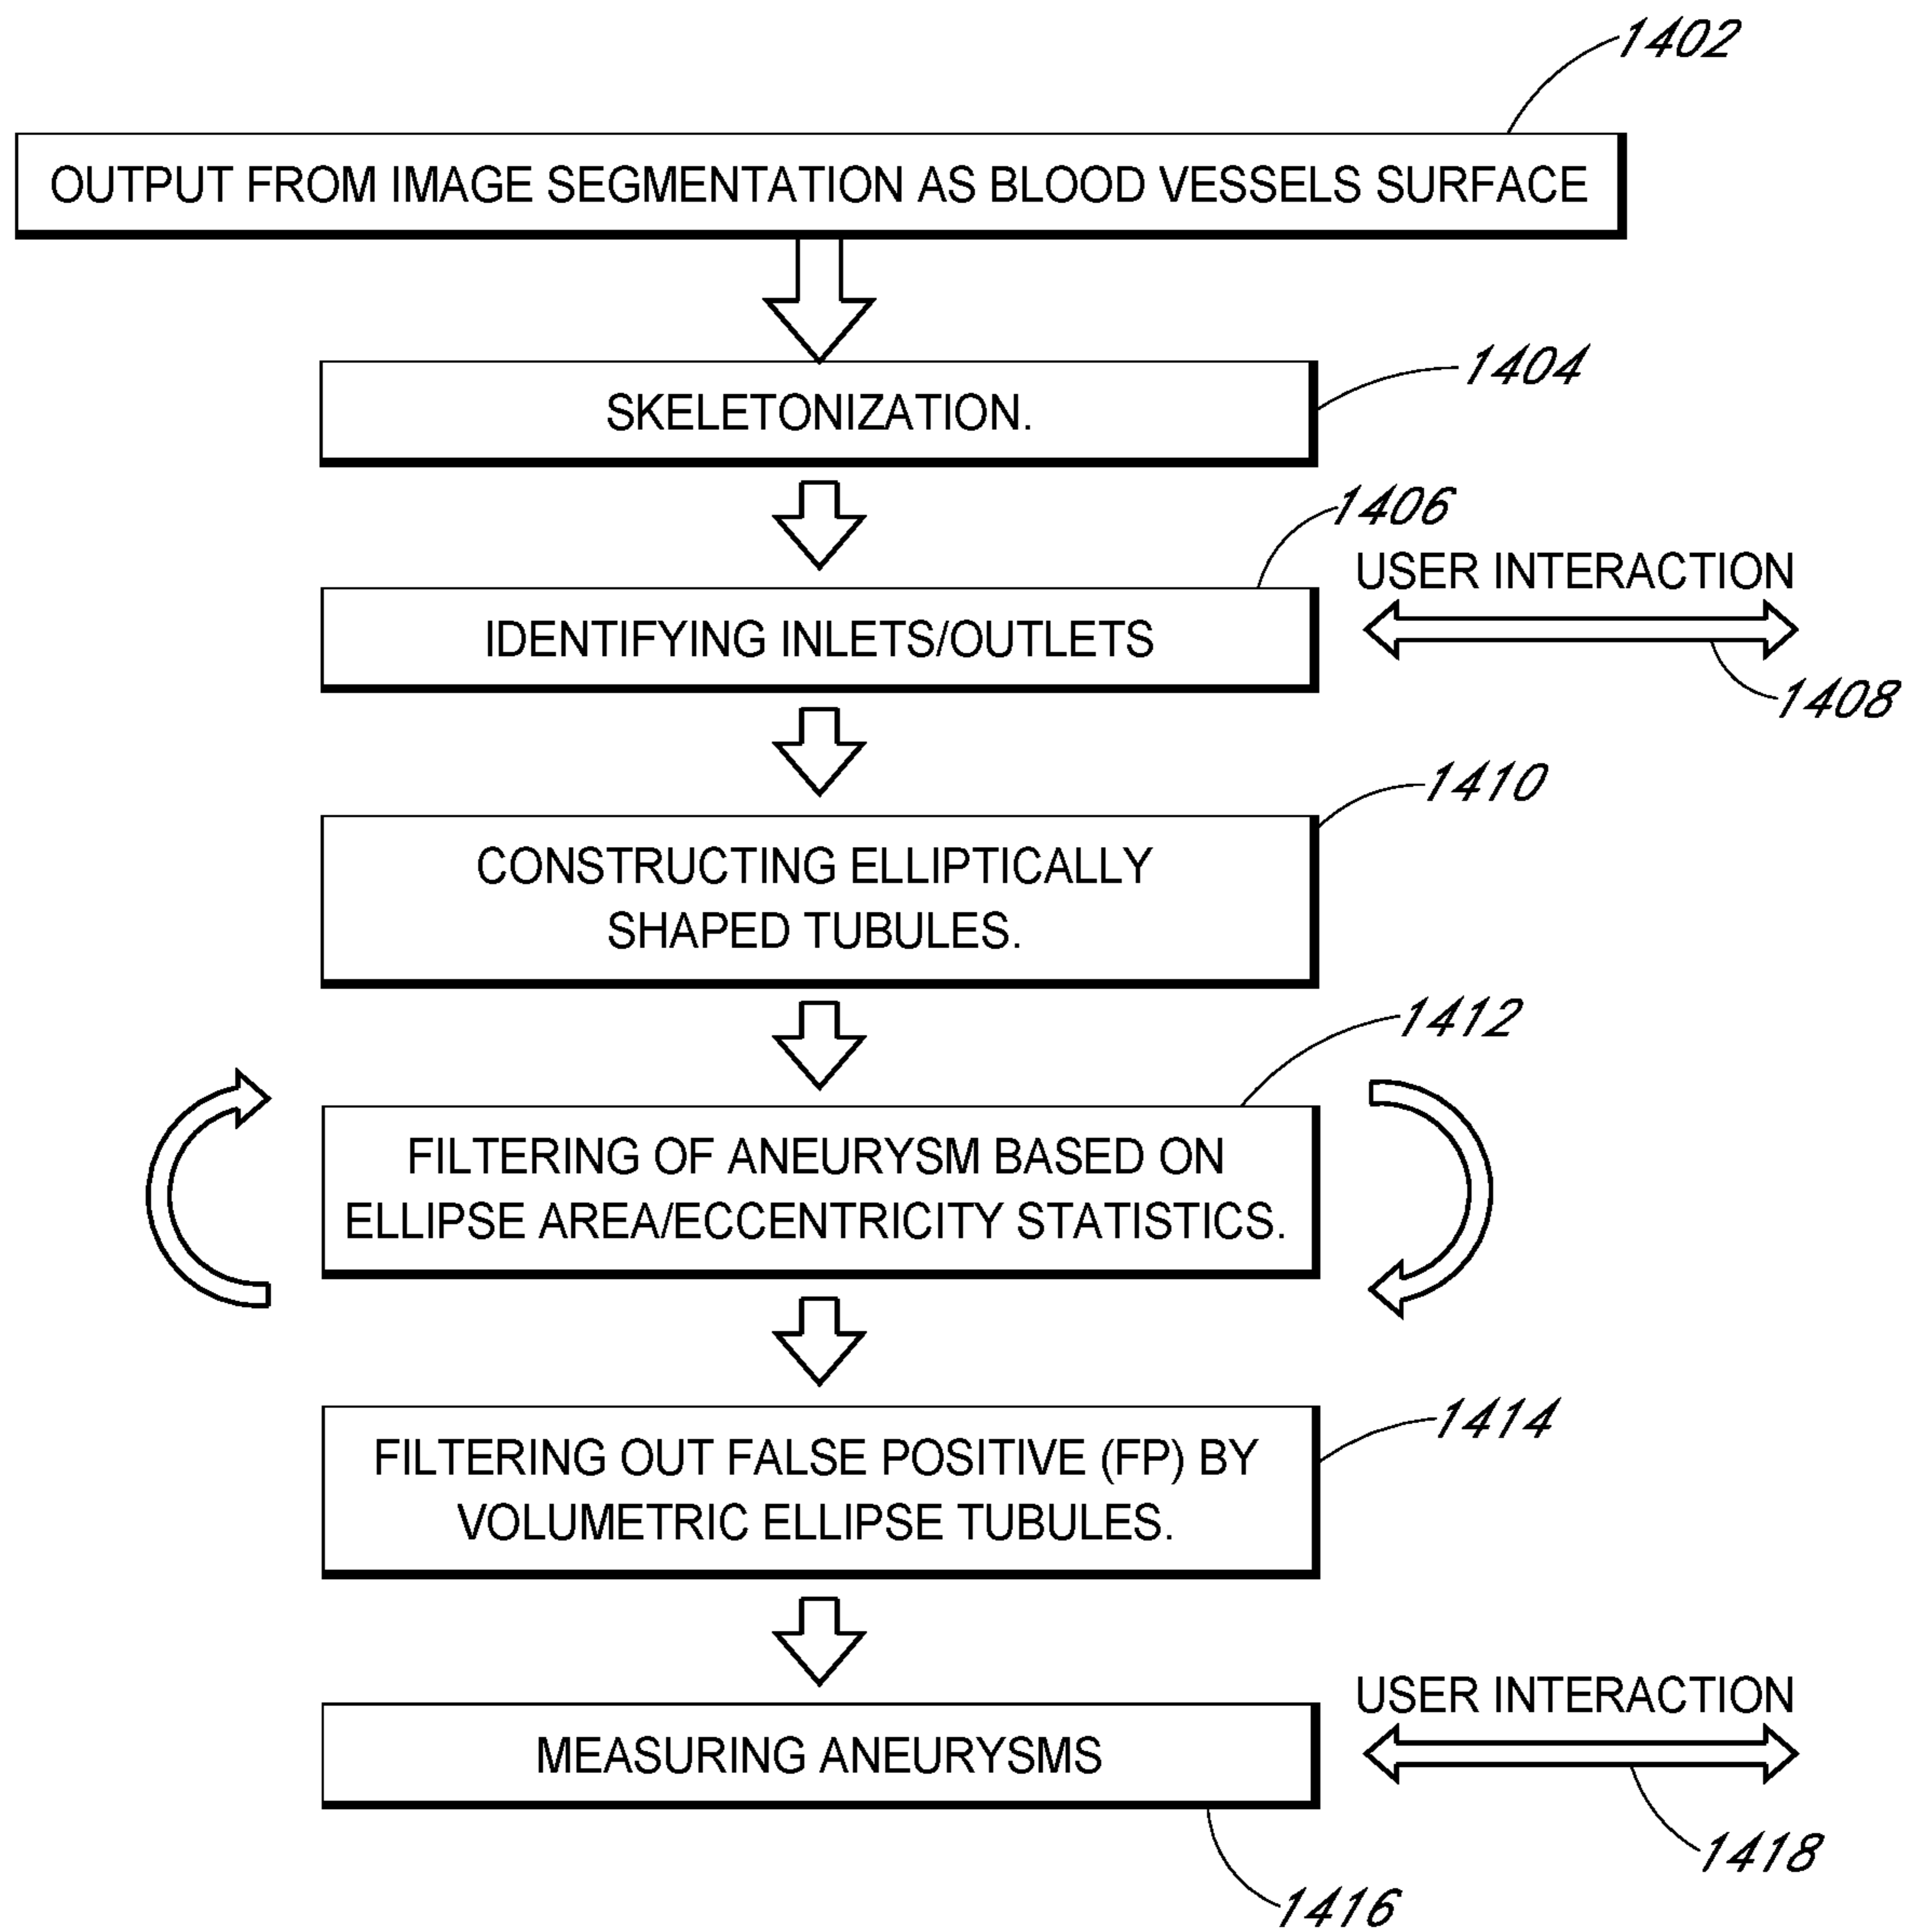 1402
OUTPUT FROM IMAGE SEGMENTATION AS BLOOD VESSELS SURFACE
1404
SKELETONIZATION.
1406
USER INTERACTION
IDENTIFYING INLETS/OUTLETS
1408
1410
CONSTRUCTING ELLIPTICALLY
SHAPED TUBULES.
1412
FILTERING OF ANEURYSM BASED ON
ELLIPSE AREA/ECCENTRICITY STATISTICS.
1414
FILTERING OUT FALSE POSITIVE (FP) BY
VOLUMETRIC ELLIPSE TUBULES.
USER INTERACTION
MEASURING ANEURYSMS
1418
1416